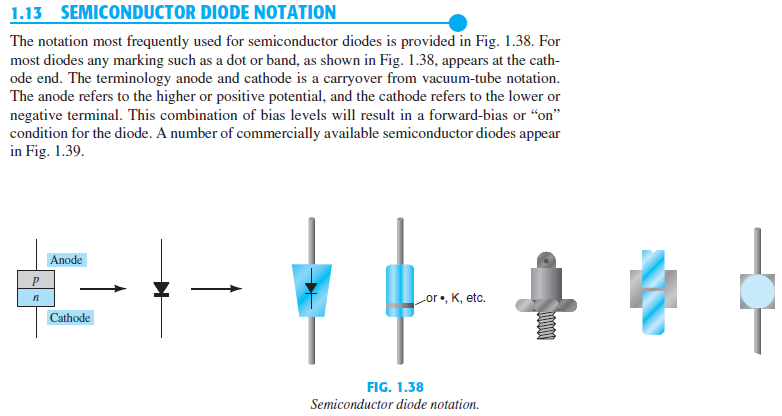 1.13 SEMICONDUCTOR DIODE NOTATION
The notation most frequently used for semiconductor diodes is provided in Fig. 1.38. For
most diodes any marking such as a dot or band, as shown in Fig. 1.38, appears at the cath-
ode end. The terminology anode and cathode is a carryover from vacuum-tube notation.
The anode refers to the higher or positive potential, and the cathode refers to the lower or
negative terminal. This combination of bias levels will result in a forward-bias or “on”
condition for the diode. A number of commercially available semiconductor diodes appear
in Fig. 1.39.
Anode
p
n
Cathode
or •, K, etc.
FIG. 1.38
Semiconductor diode notation.